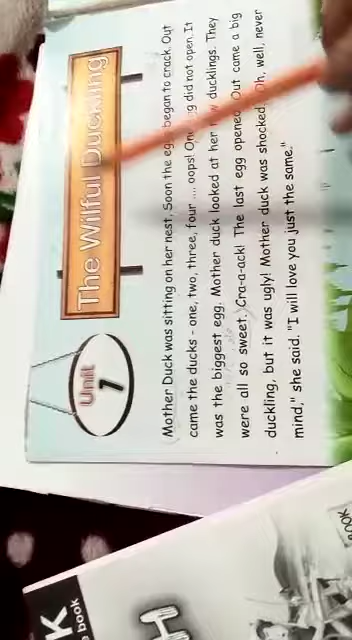 The Wilful Duckling
Unit
1
Mother Duck was sitting on her nest. Soon the began to crack. Out
came the ducks - one, two, three, four .... oops! did not open. It
was the biggest egg. Mother duck looked at her ducklings. They
were all so sweet. Cra-a-ack! The last egg opened. Out came a big
duckling, but it was ugly! Mother duck was shocked. Oh, well, never
mind," she said. "I will love you just the same."
K
book
H
BOOK